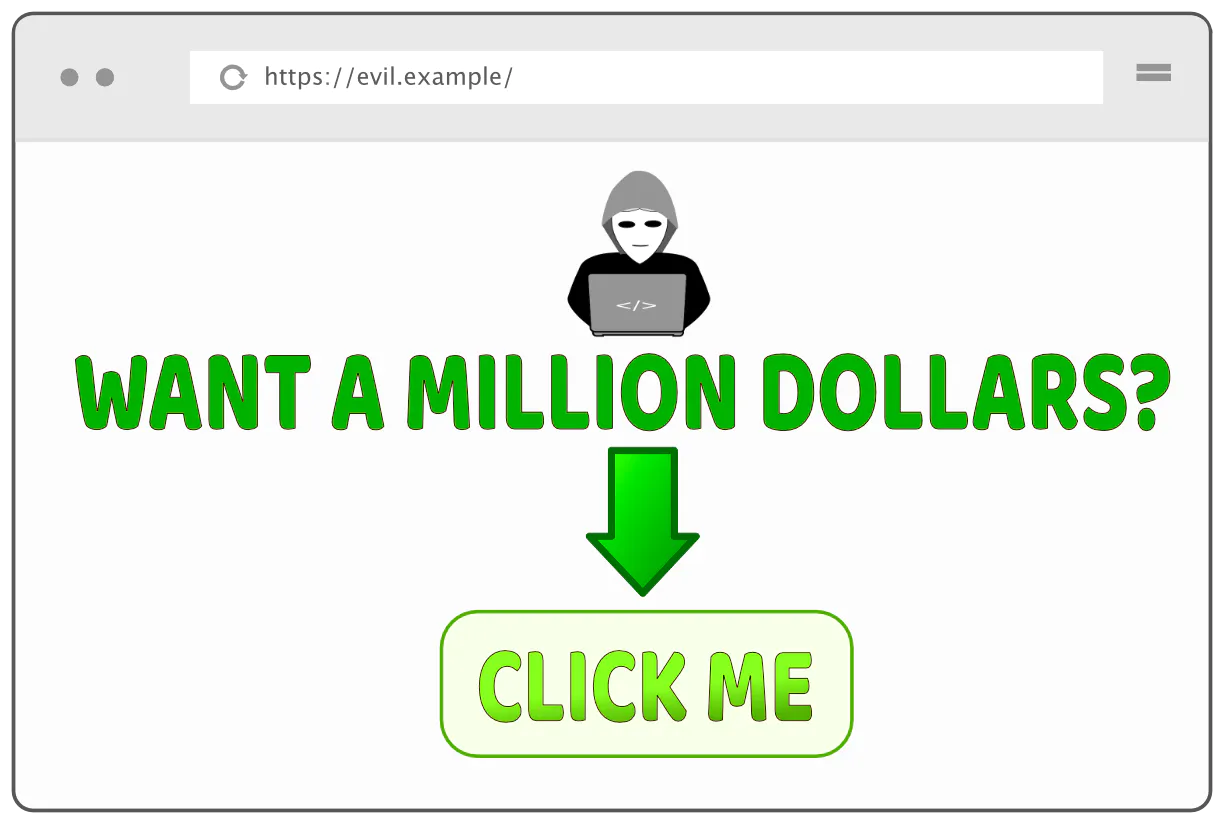 https://evil.example/
</>
WANT A MILLION DOLLARS?
CLICK ME